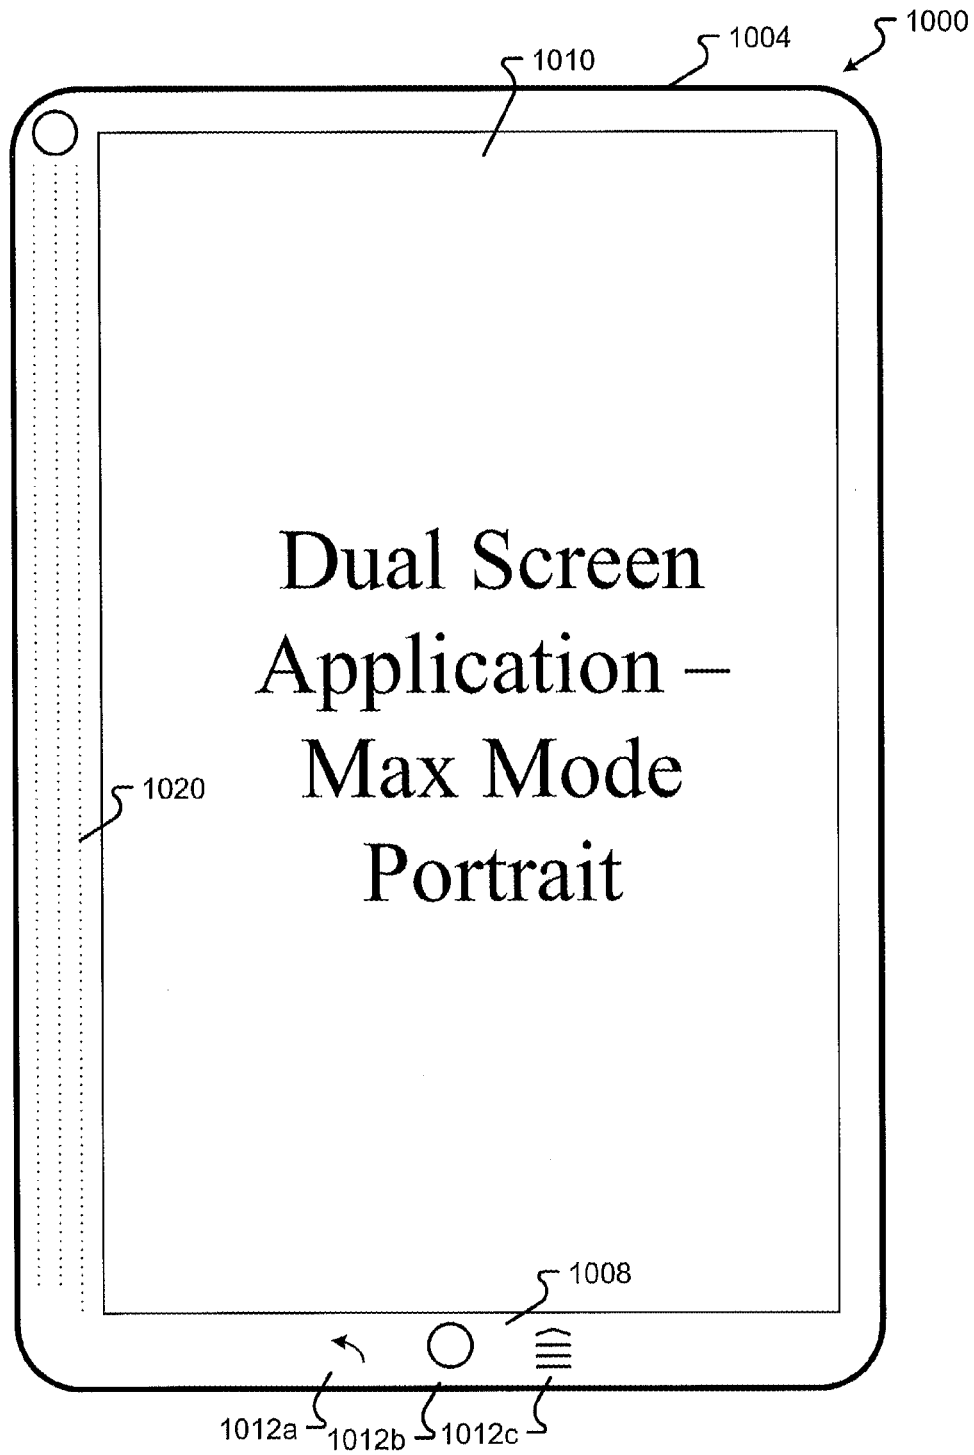 1000
1004
1010
Dual Screen
Application –
Max Mode
Portrait
1020
1008
1012a
1012b
1012c